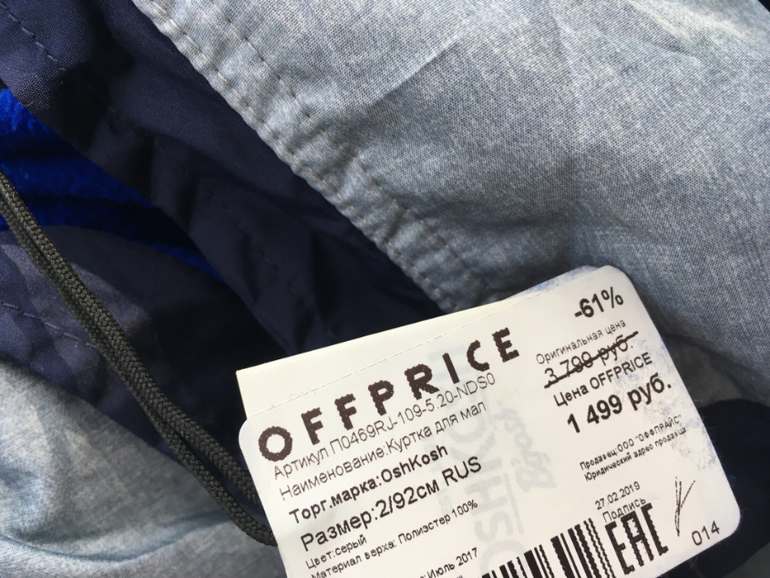 OFFPRICE
Артикул П0469RJ-109-5.20-NDS0
Наименование:Куртка для мал
Торг.марка:OshKosh
Размер:2/92см RUS
Цвет:серый
Материал верха: Полиэстер 100%
Июль 2017
-61%
Оригинальная цена
3 799 руб.
Цена OFFPRICE
1 499 руб.
Продавец:ООО "ОФФПРАЙС"
Юридический адрес продавца
27.02.2019
Подпись
EAC
014